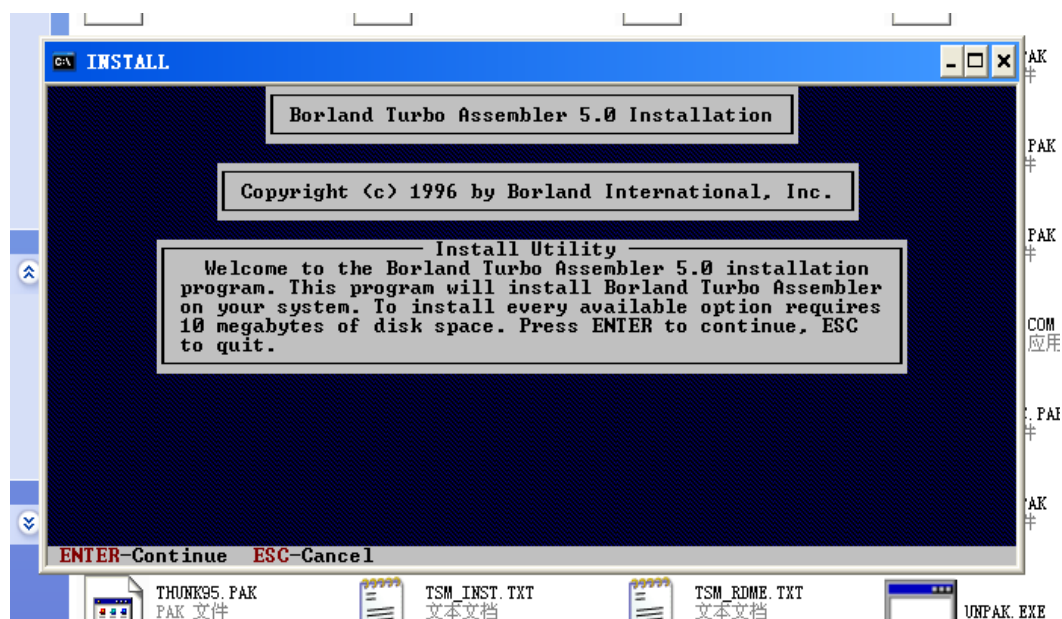 INSTALL
Borland Turbo Assembler 5.0 Installation
Copyright (c) 1996 by Borland International, Inc.
Install Utility
Welcome to the Borland Turbo Assembler 5.0 installation
program. This program will install Borland Turbo Assembler
on your system. To install every available option requires
10 megabytes of disk space. Press ENTER to continue, ESC
to quit.
ENTER-Continue ESC-Cancel
PAK
PAK
COM
应用
THUNK95.PAK
PAK 文件
TSM_INST.TXT
文本文档
TSM_RDME.TXT
文本文档
UNPAK.EXE